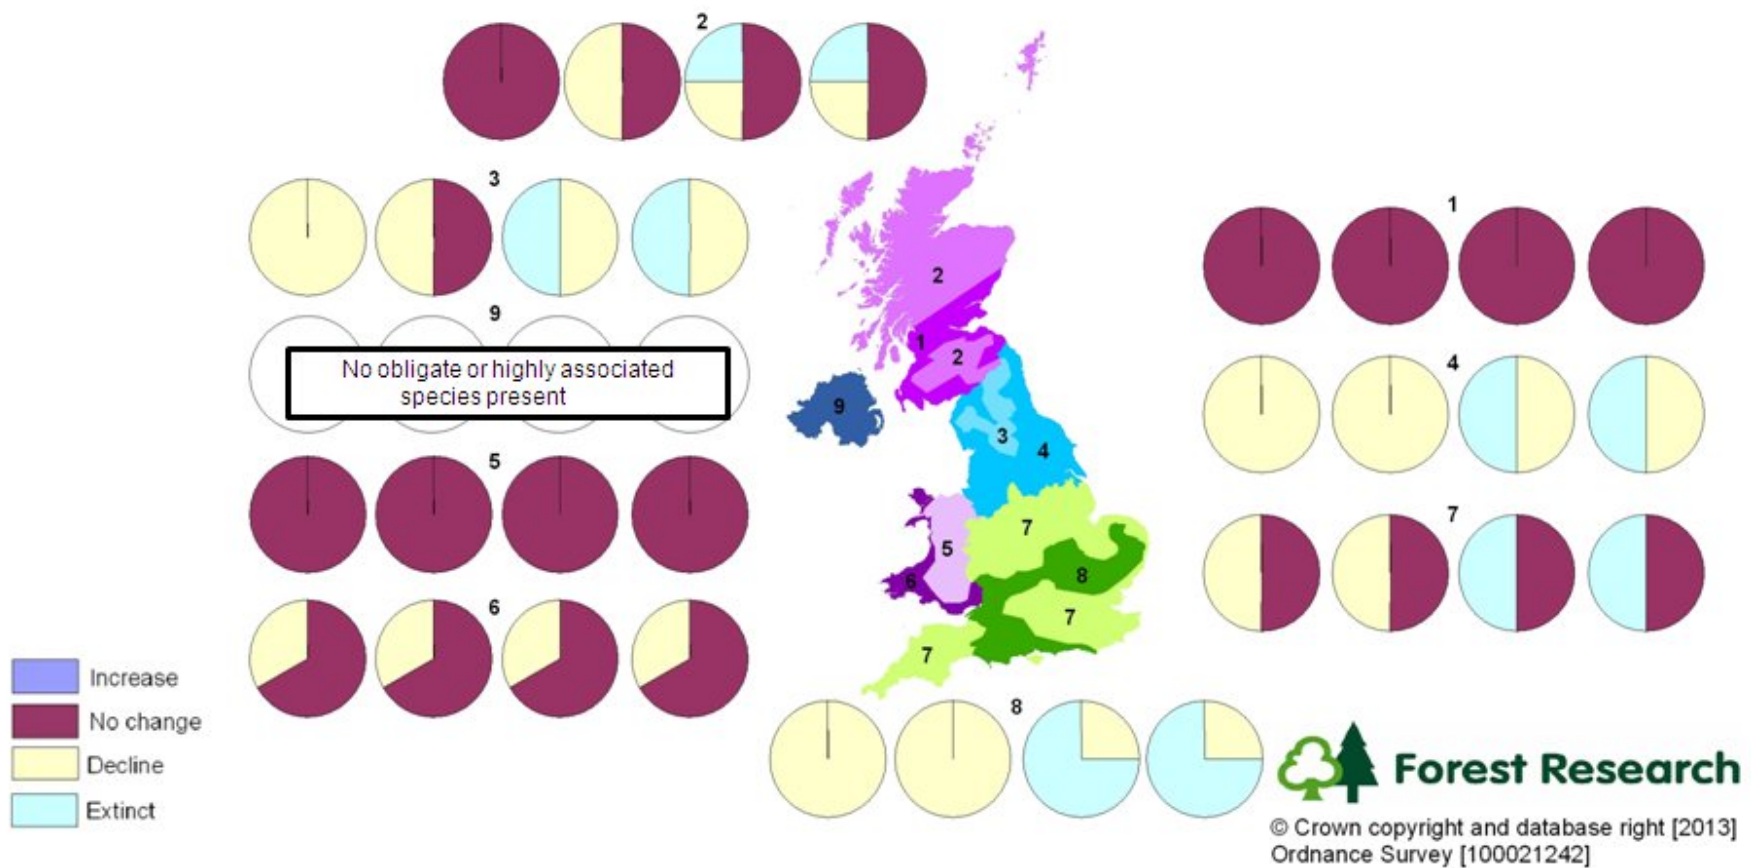 2
3
9
No obligate or highly associated
species present
5
6
1
4
7
8
2
1
2
9
3
4
7
5
6
8
7
7
Increase
No change
Decline
Extinct
Forest Research
© Crown copyright and database right [2013]
Ordnance Survey [100021242]